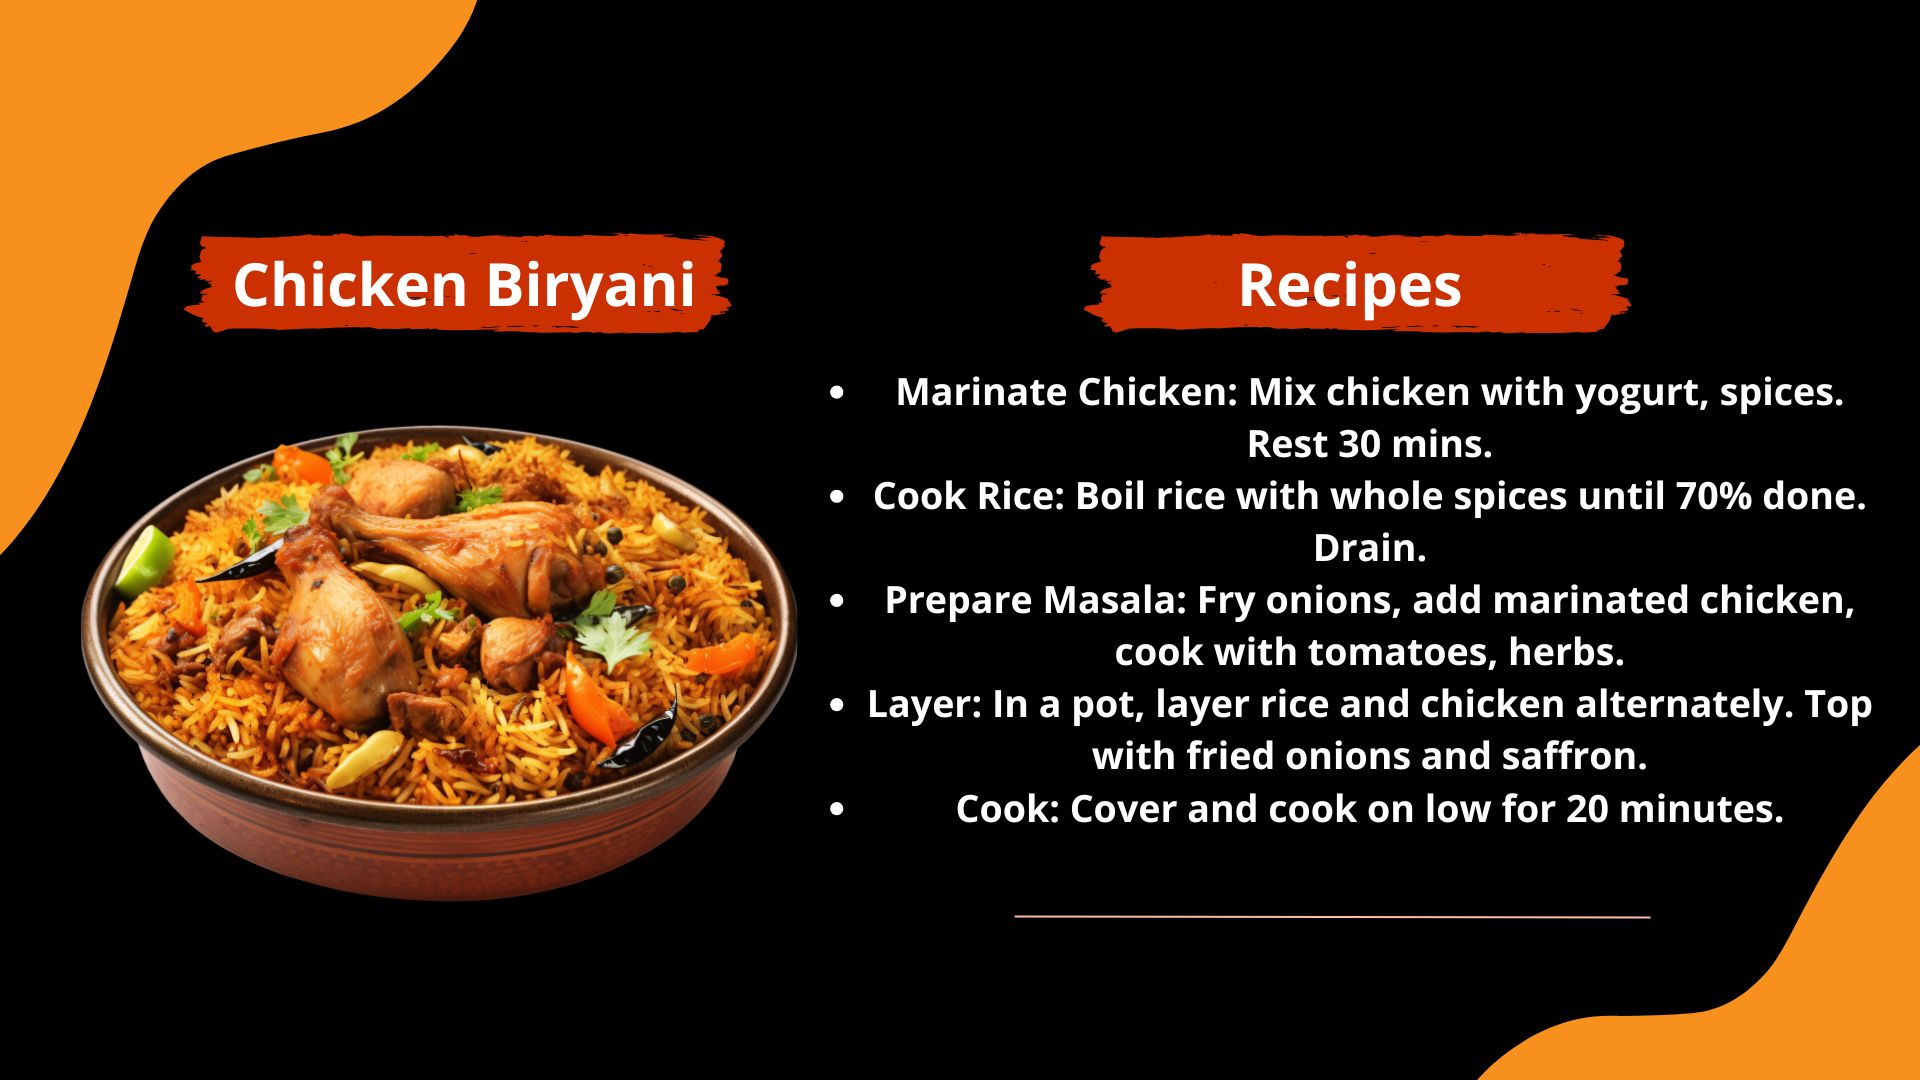 Chicken Biryani
Recipes
• Marinate Chicken: Mix chicken with yogurt, spices.
Rest 30 mins.
• Cook Rice: Boil rice with whole spices until 70% done.
Drain.
• Prepare Masala: Fry onions, add marinated chicken,
cook with tomatoes, herbs.
• Layer: In a pot, layer rice and chicken alternately. Top
with fried onions and saffron.
• Cook: Cover and cook on low for 20 minutes.